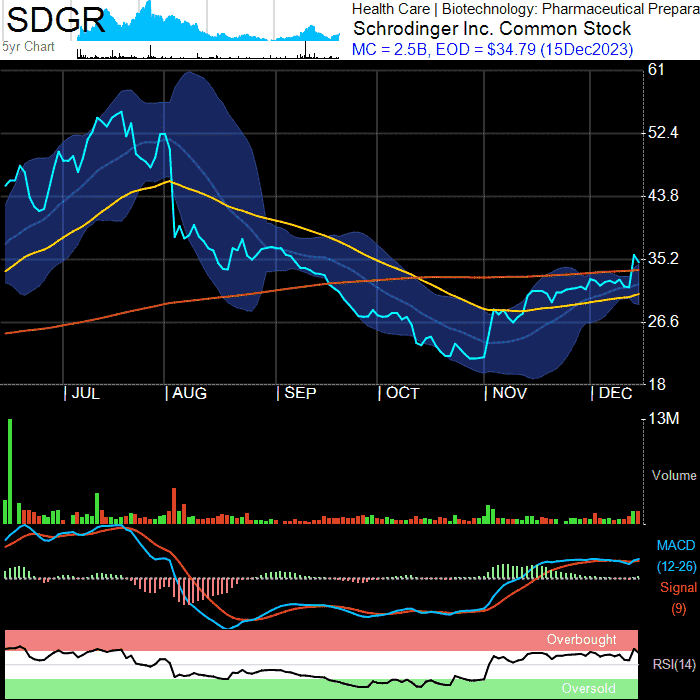 SDGR
5yr Chart
Health Care | Biotechnology: Pharmaceutical Prepara
Schrodinger Inc. Common Stock
MC = 2.5B, EOD = $34.79 (15Dec2023)
61
52.4
43.8
35.2
26.6
18
| JUL | AUG | SEP | OCT | NOV | DEC
13M
Volume
MACD
(12-26)
Signal
(9)
Overbought
RSI(14)
Oversold